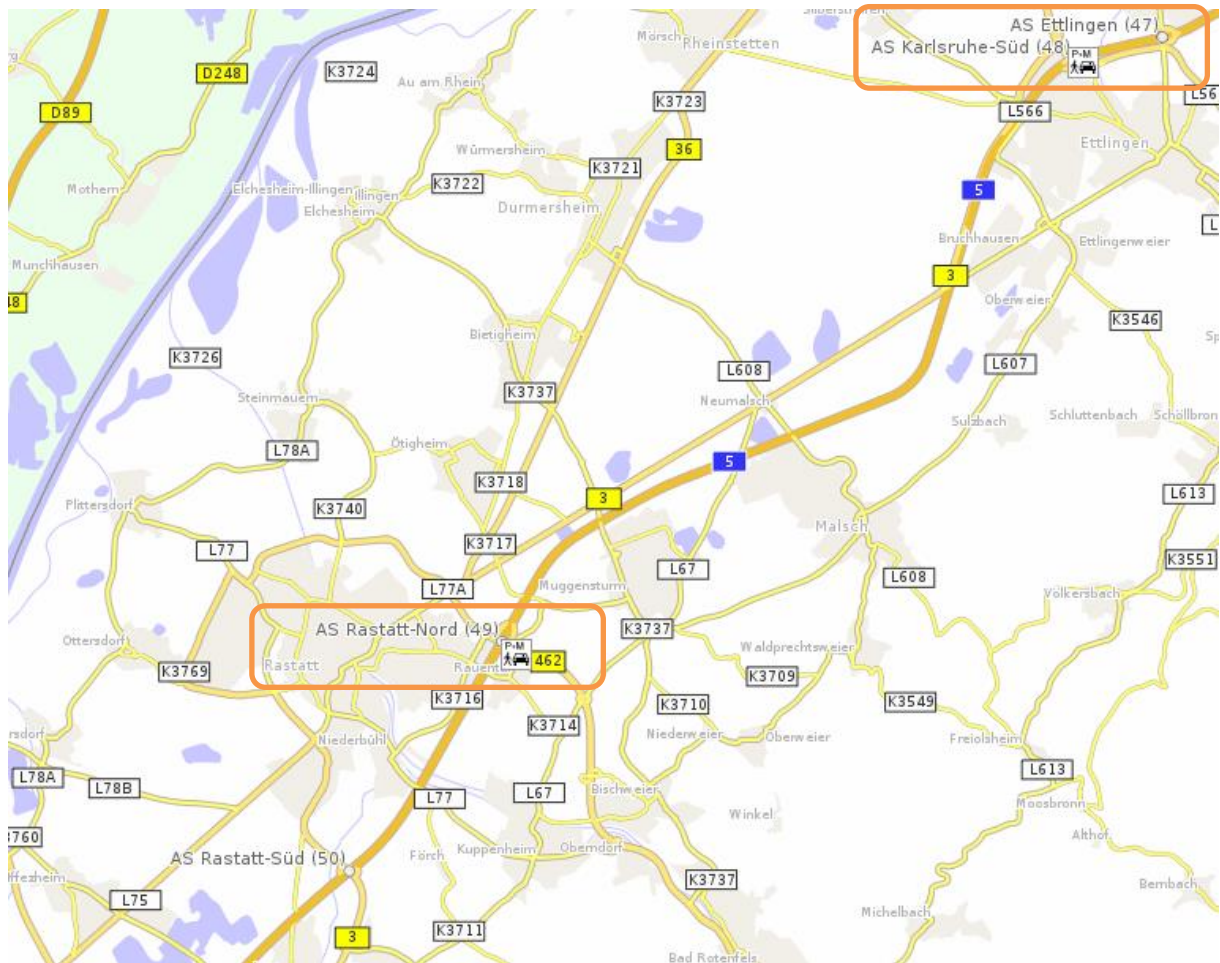 Mörsch
Rheinstetten
AS Ettlingen (47)
AS Karlsruhe-Süd (48)
P+M
D248
K3724
Au am Rhein
K3723
L566
D89
36
Ettlingen
Würmersheim
K3721
K3722
Mothern
Elchesheim-Illingen
Illingen
Elchesheim
Durmersheim
5
Bruchhausen
Ettlingenweier
Munchhausen
3
Oberweier
48
K3546
Bietigheim
K3726
L608
L607
K3737
Steinmauern
Neumalsch
Sulzbach
Schluttenbach
Ötigheim
L78A
5
K3718
3
L613
Plittersdorf
K3740
Malsch
K3717
L77
L67
L608
K3551
L77A
Muggensturm
Völkersbach
AS Rastatt-Nord (49)
K3737
Ottersdorf
P+M
462
Waldprechtsweier
K3769
Rastatt
K3709
K3716
K3710
K3549
K3714
Niederbühl
Niederweier
Oberweier
Freiolsheim
L78A
L78B
L613
L77
L67
Bischweier
Moosbronn
Winkel
Althof
AS Rastatt-Süd (50)
Förch
Kuppenheim
Oberndorf
K3737
Bernbach
L75
Michelbach
3
K3711
Bad Rotenfels